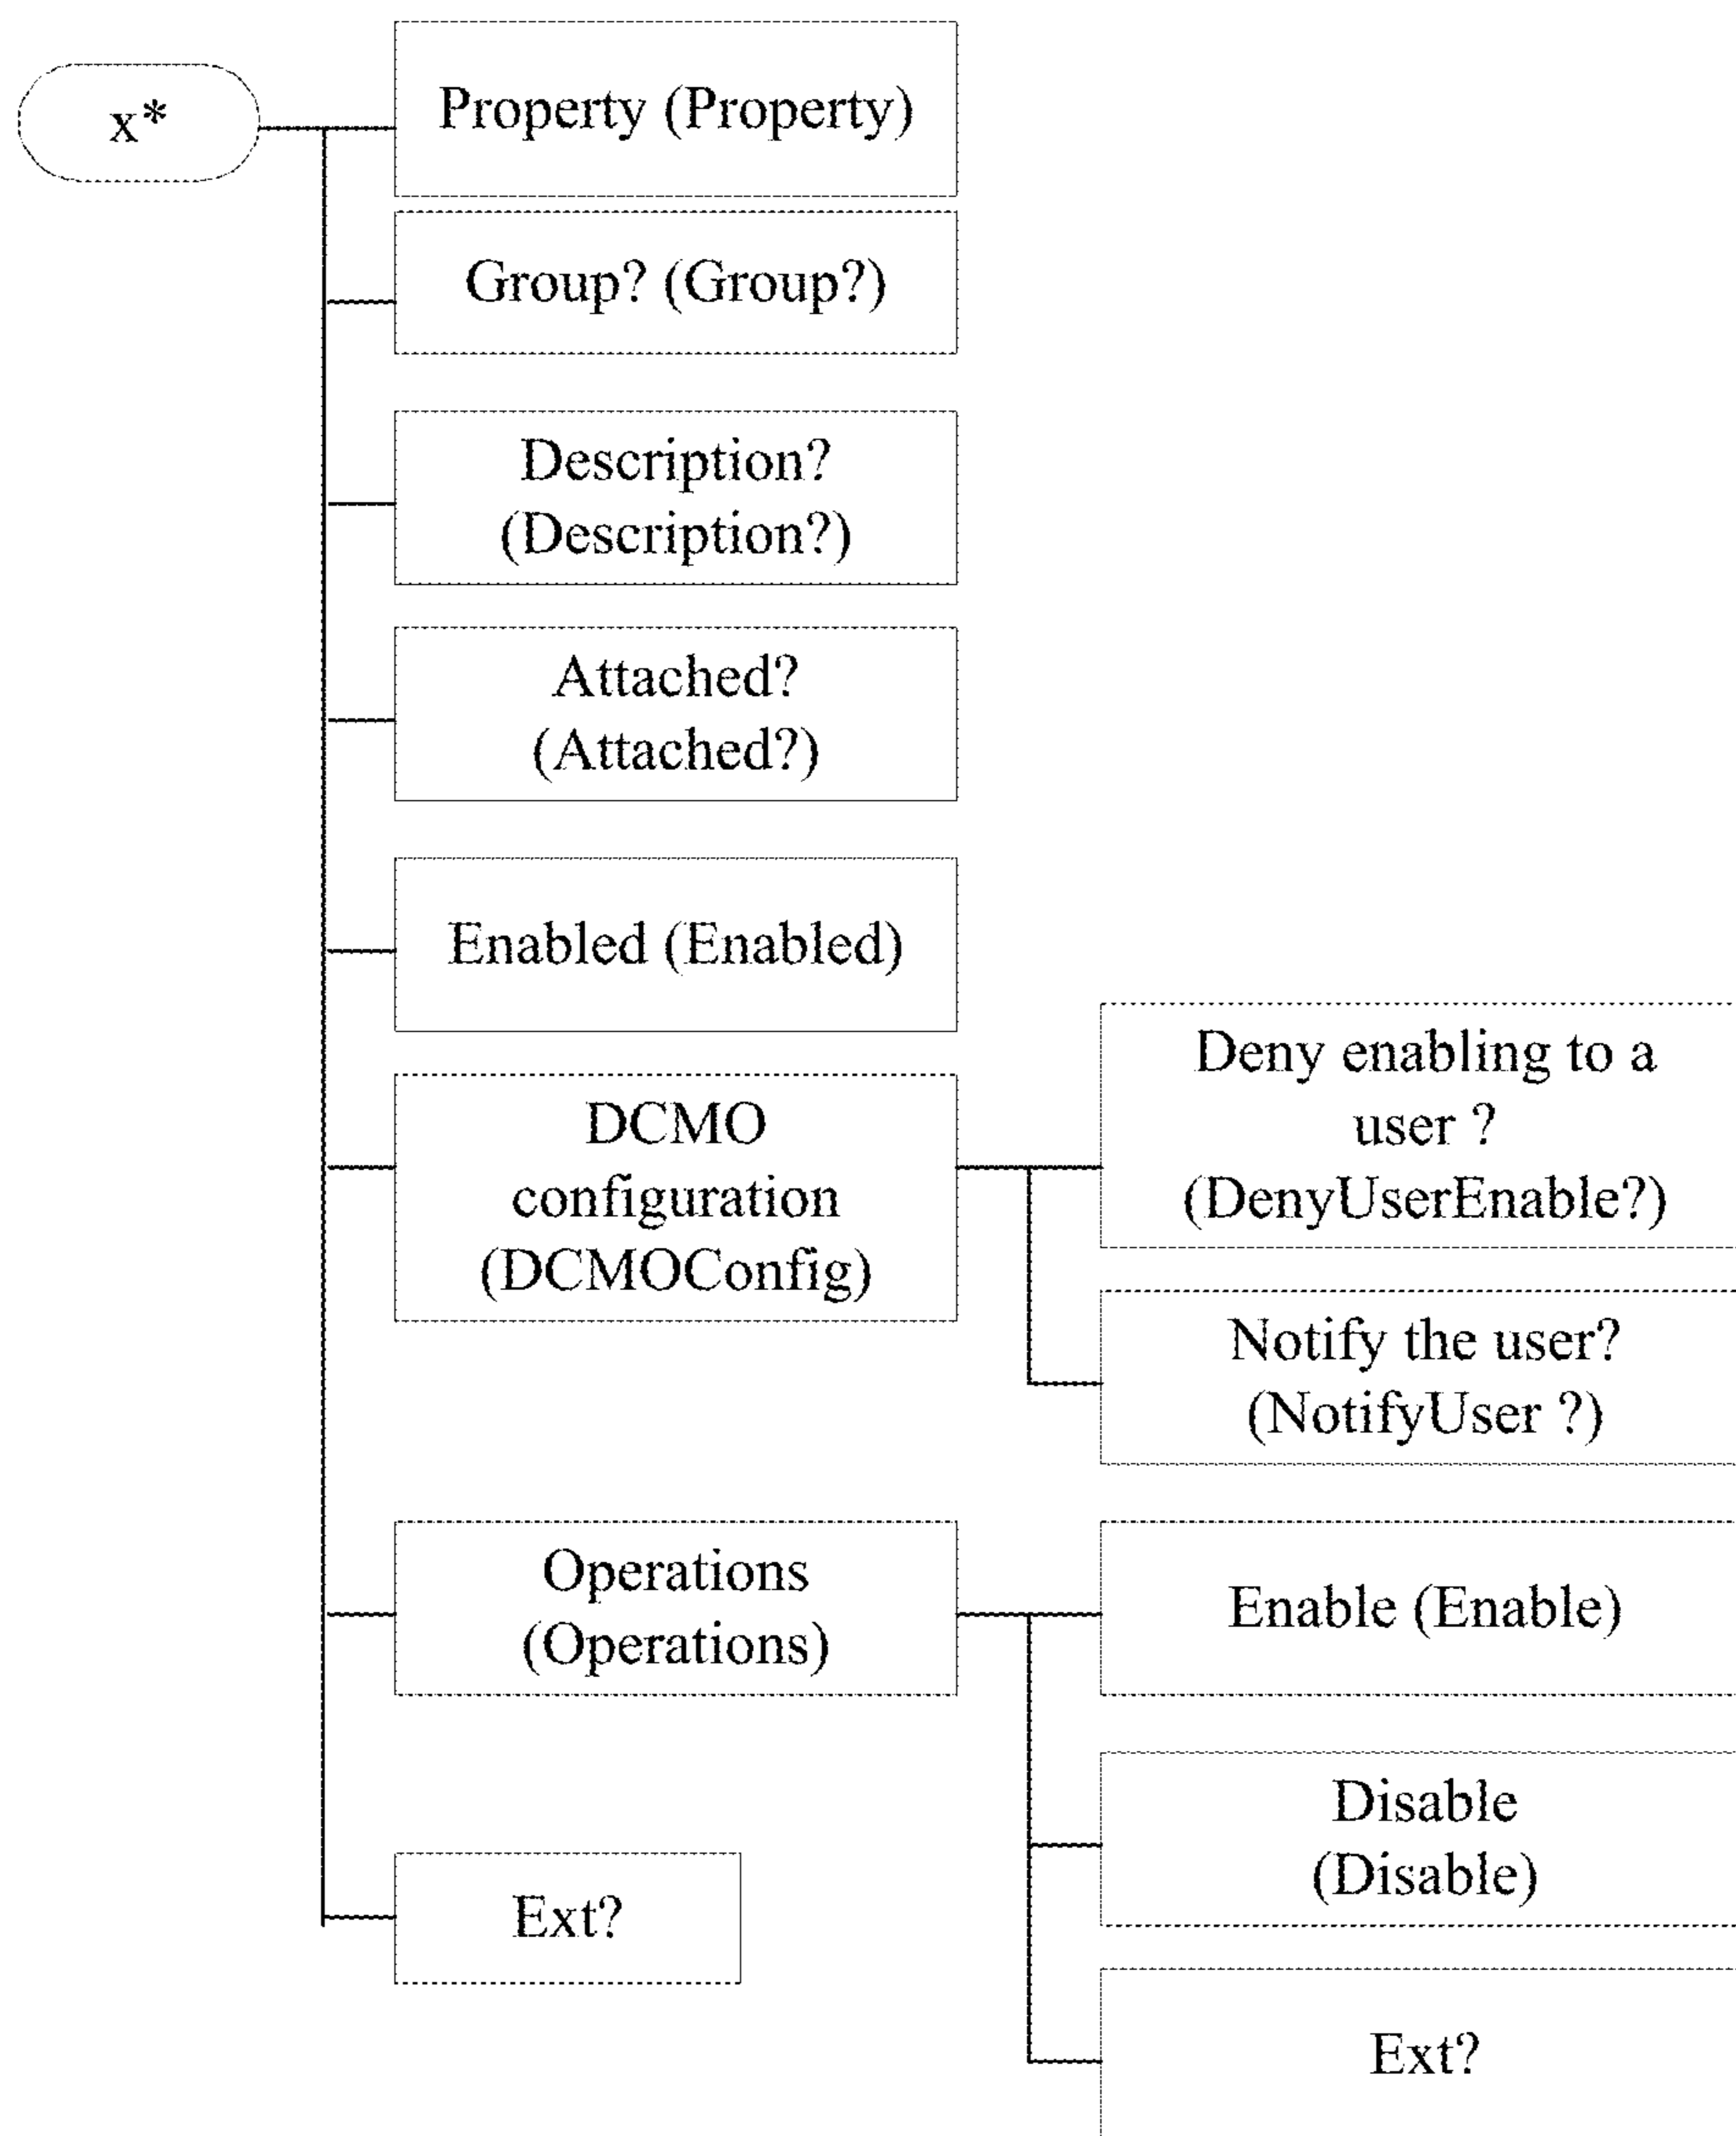 x*
Property (Property)
Group? (Group?)
Description?
(Description?)
Attached?
(Attached?)
Enabled (Enabled)
DCMO
configuration
(DCMOConfig)
Deny enabling to a
user ?
(DenyUserEnable?)
Notify the user?
(NotifyUser ?)
Operations
(Operations)
Enable (Enable)
Disable
(Disable)
Ext?
Ext?